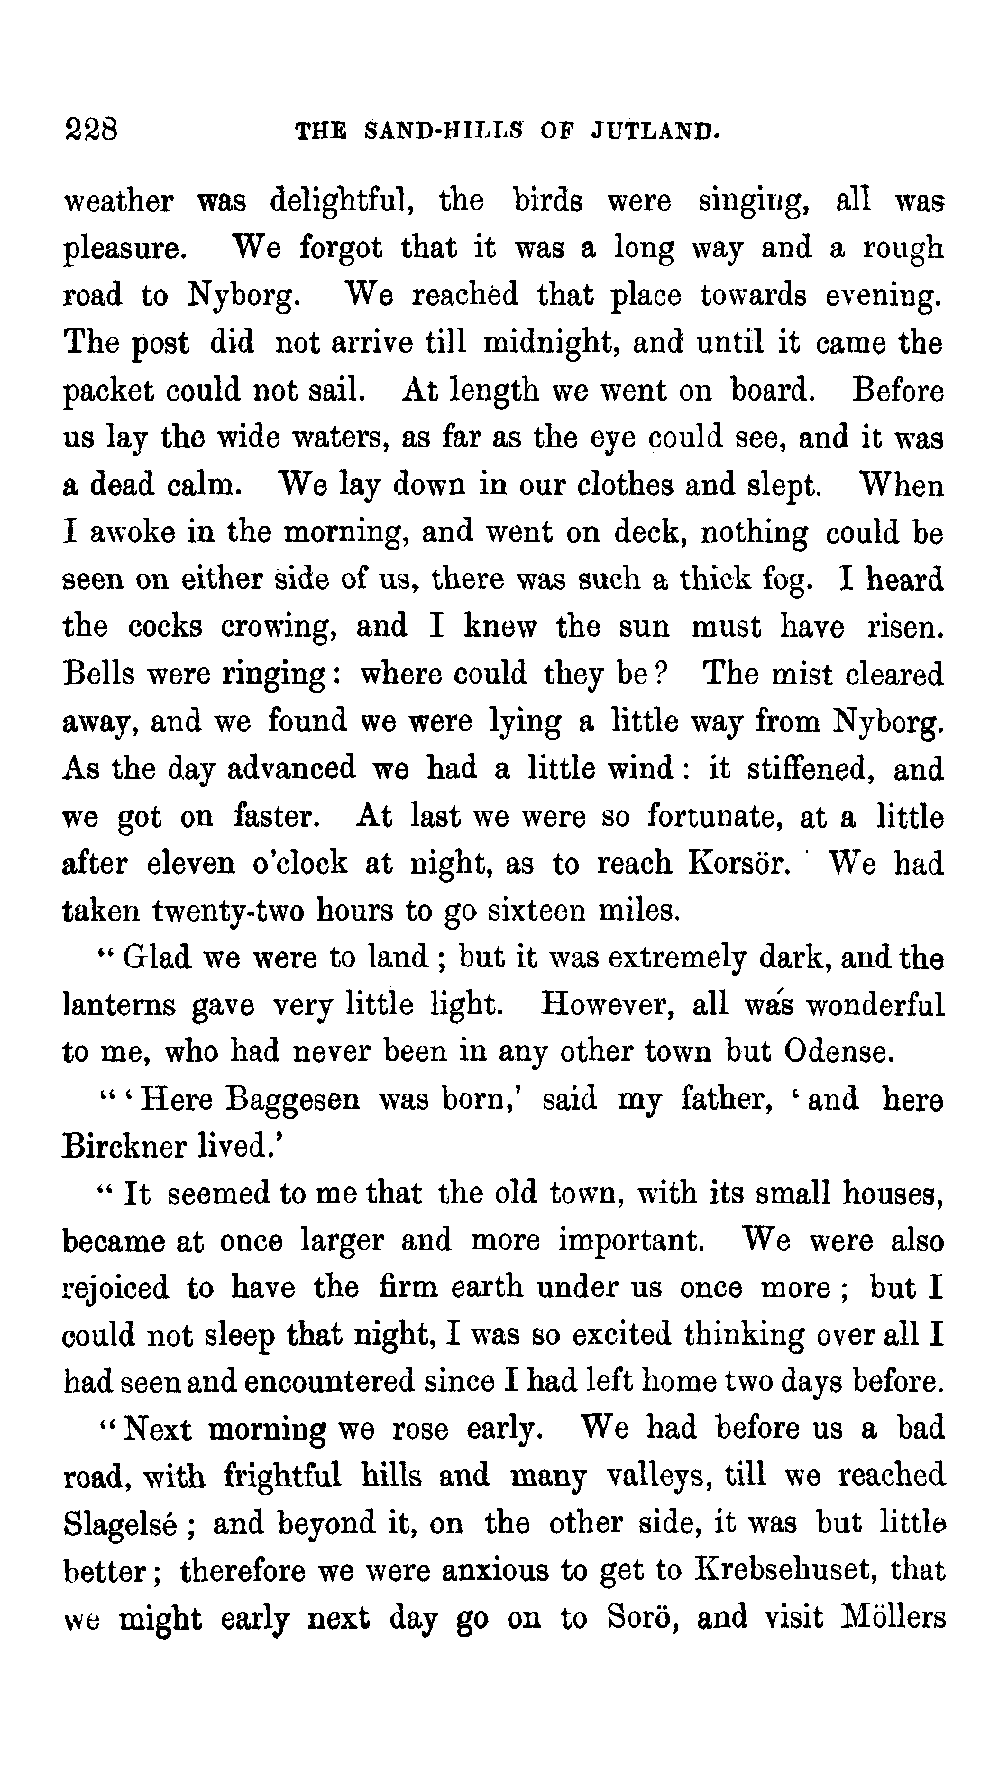 228 THE SAND-HILLS OF JUTLAND.
weather was delightful, the birds were singing, all was
pleasure. We forgot that it was a long way and a rough
road to Nyborg. We reached that place towards evening.
The post did not arrive till midnight, and until it came the
packet could not sail. At length we went on board. Before
us lay the wide waters, as far as the eye could see, and it was
a dead calm. We lay down in our clothes and slept. When
I awoke in the morning, and went on deck, nothing could be
seen on either side of us, there was such a thick fog. I heard
the cocks crowing, and I knew the sun must have risen.
Bells were ringing: where could they be? The mist cleared
away, and we found we were lying a little way from Nyborg.
As the day advanced we had a little wind: it stiffened, and
we got on faster. At last we were so fortunate, at a little
after eleven o'clock at night, as to reach Korsör. We had
taken twenty-two hours to go sixteen miles.
“Glad we were to land; but it was extremely dark, and the
lanterns gave very little light. However, all was wonderful
to me, who had never been in any other town but Odense.
“‘Here Baggesen was born,’ said my father, ‘and here
Birckner lived.’
“It seemed to me that the old town, with its small houses,
became at once larger and more important. We were also
rejoiced to have the firm earth under us once more; but I
could not sleep that night, I was so excited thinking over all I
had seen and encountered since I had left home two days before.
“Next morning we rose early. We had before us a bad
road, with frightful hills and many valleys, till we reached
Slagelsé; and beyond it, on the other side, it was but little
better; therefore we were anxious to get to Krebsehuset, that
we might early next day go on to Sorö, and visit Möllers